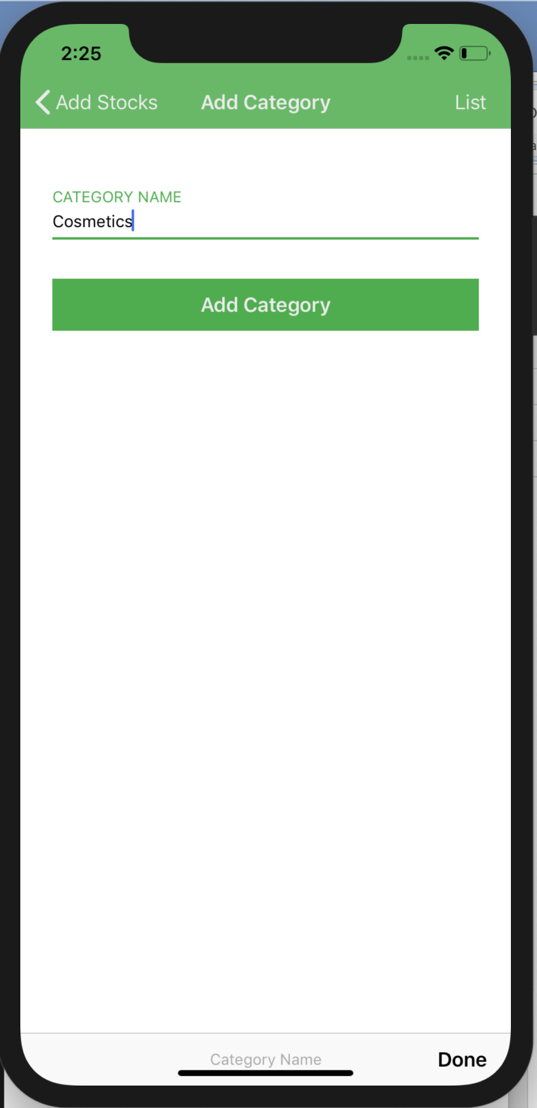 2:25
Add Stocks Add Category List
CATEGORY NAME
Cosmetics
Add Category
Category Name Done